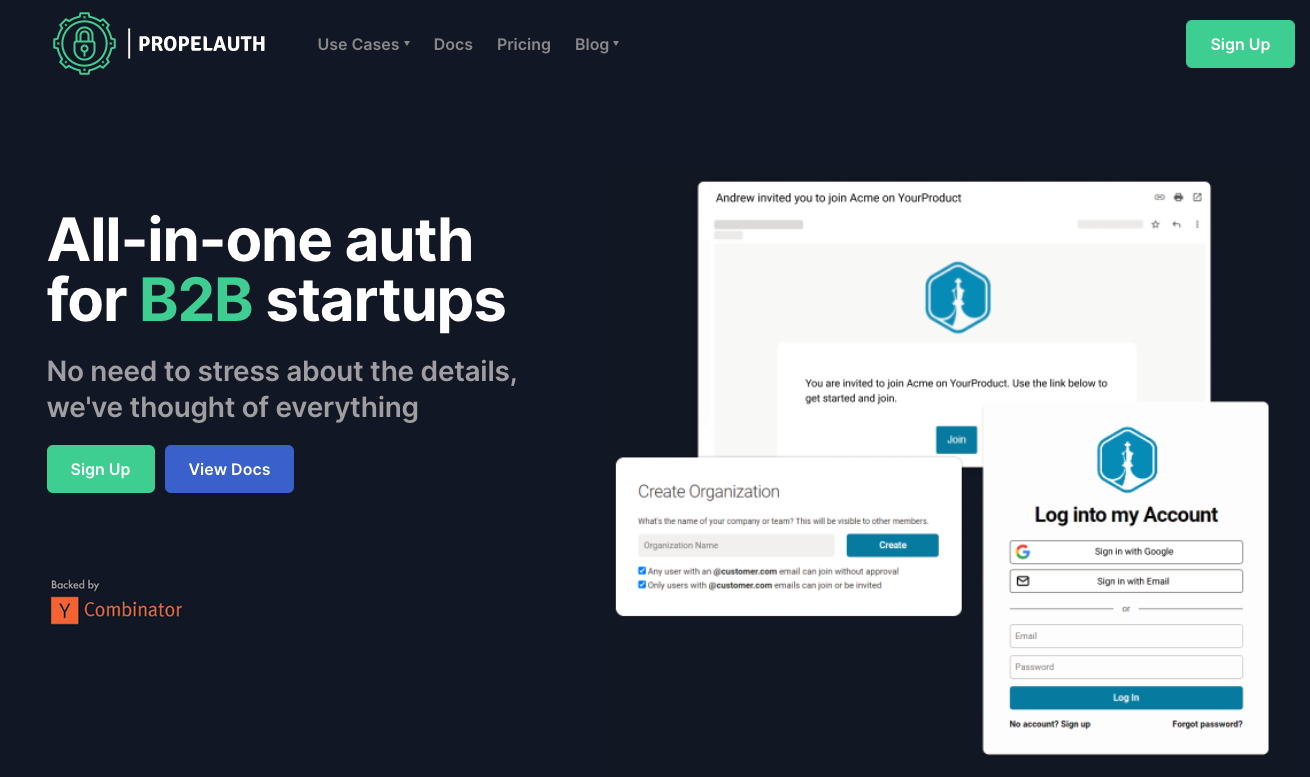 PROPELAUTH
Use Cases
Docs
Pricing
Blog
Sign Up
All-in-one auth
for B2B startups
No need to stress about the details,
we've thought of everything
Sign Up
View Docs
Backed by
Y Combinator
Andrew invited you to join Acme on YourProduct
You are invited to join Acme on YourProduct. Use the link below to
get started and join.
Join
Create Organization
What's the name of your company or team? This will be visible to other members.
Organization Name
Create
Any user with an @customer.com email can join without approval
Only users with @customer.com emails can join or be invited
Log into my Account
Sign in with Google
Sign in with Email
or
Email
Password
Log In
No account? Sign up
Forgot password?